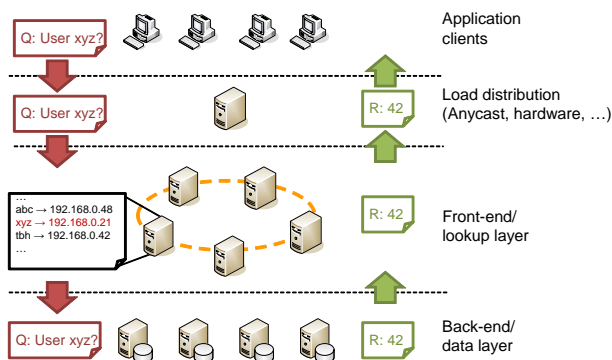 Q: User xyz?
Application
clients
Q: User xyz?
R: 42
Load distribution
(Anycast, hardware, …)
…
abc → 192.168.0.48
xyz → 192.168.0.21
tbh → 192.168.0.42
…
R: 42
Front-end/
lookup layer
Q: User xyz?
R: 42
Back-end/
data layer